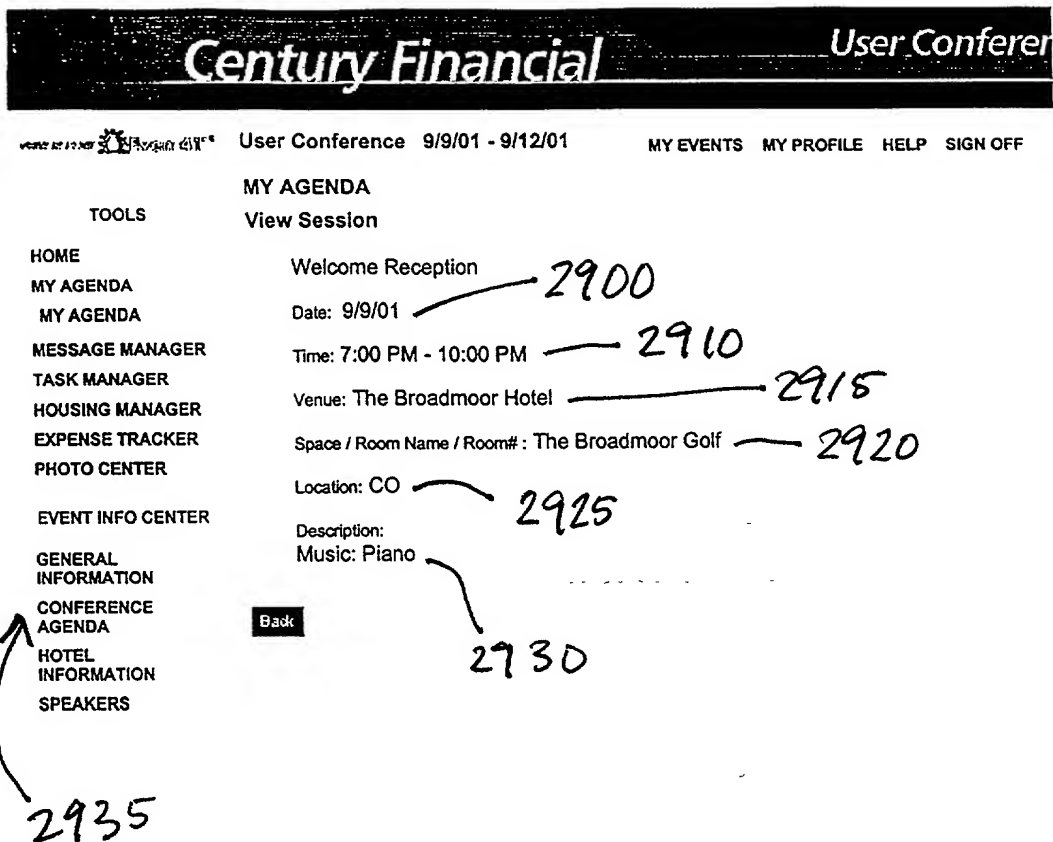 Century Financial
User Conferen
User Conference 9/9/01 - 9/12/01
MY EVENTS MY PROFILE HELP SIGN OFF
MY AGENDA
TOOLS
View Session
HOME
MY AGENDA
MY AGENDA
MESSAGE MANAGER
TASK MANAGER
HOUSING MANAGER
EXPENSE TRACKER
PHOTO CENTER
EVENT INFO CENTER
GENERAL
INFORMATION
CONFERENCE
AGENDA
HOTEL
INFORMATION
SPEAKERS
2935
Welcome Reception
2900
Date: 9/9/01
Time: 7:00 PM - 10:00 PM
2910
Venue: The Broadmoor Hotel
2915
Space / Room Name / Room# : The Broadmoor Golf
2920
Location: CO
2925
Description:
Music: Piano
2930
Back